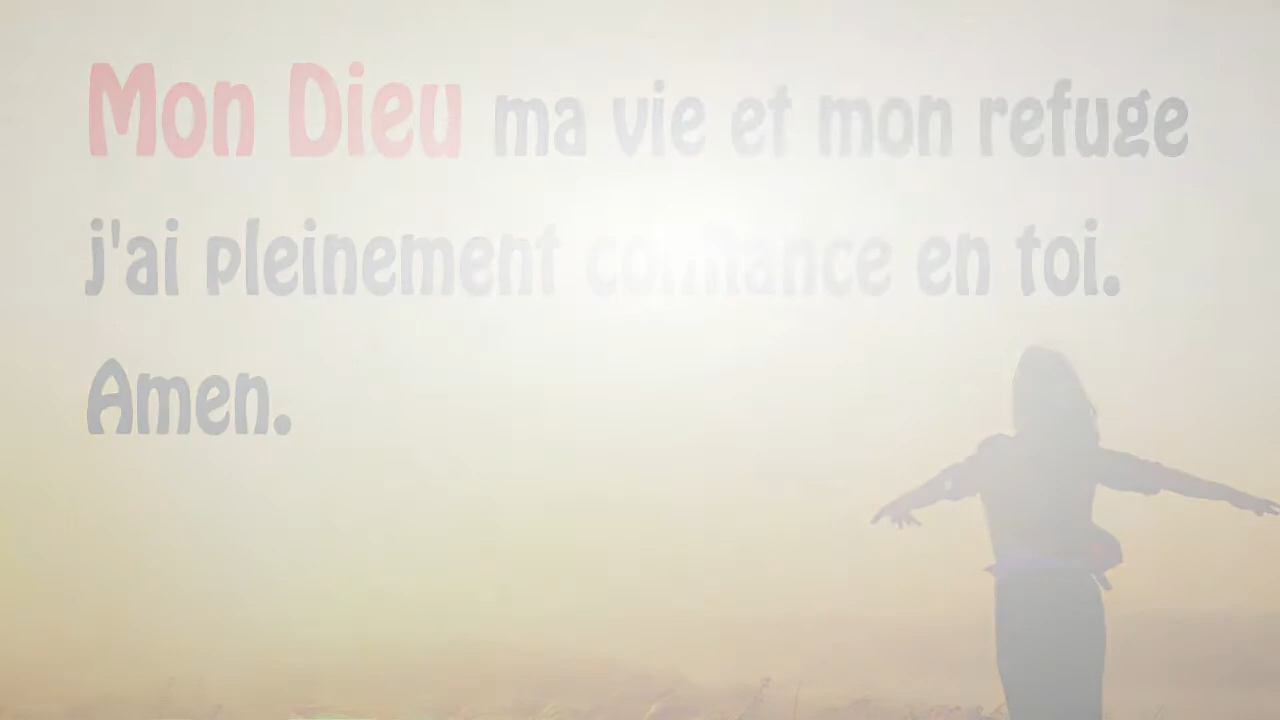 Mon Dieu ma vie et mon refuge
j'ai pleinement confiance en toi.
Amen.